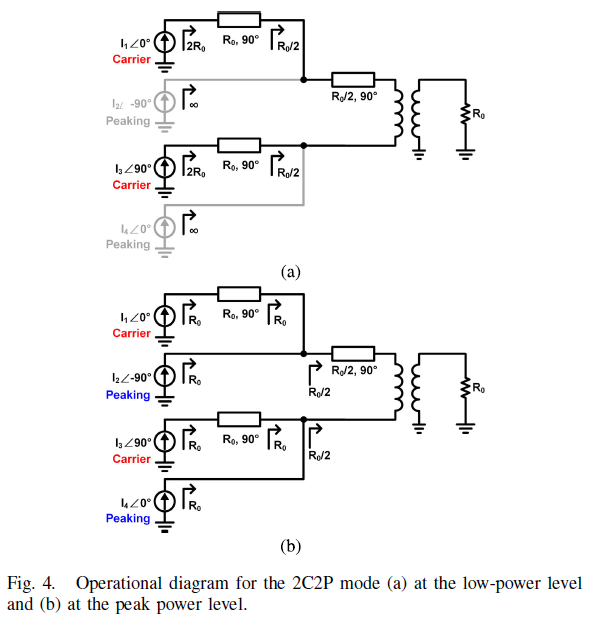 I₁∠0°
Carrier
2R₀
R₀, 90°
R₀/2
I₂∠ -90°
Peaking
∞
R₀/2, 90°
R₀
I₃∠90°
Carrier
2R₀
R₀, 90°
R₀/2
I₄∠0°
Peaking
∞
(a)
I₁∠0°
Carrier
R₀
R₀, 90°
R₀
I₂∠-90°
Peaking
R₀
R₀/2, 90°
R₀/2
R₀
I₃∠90°
Carrier
R₀
R₀, 90°
R₀
R₀/2
I₄∠0°
Peaking
R₀
(b)
Fig. 4. Operational diagram for the 2C2P mode (a) at the low-power level
and (b) at the peak power level.